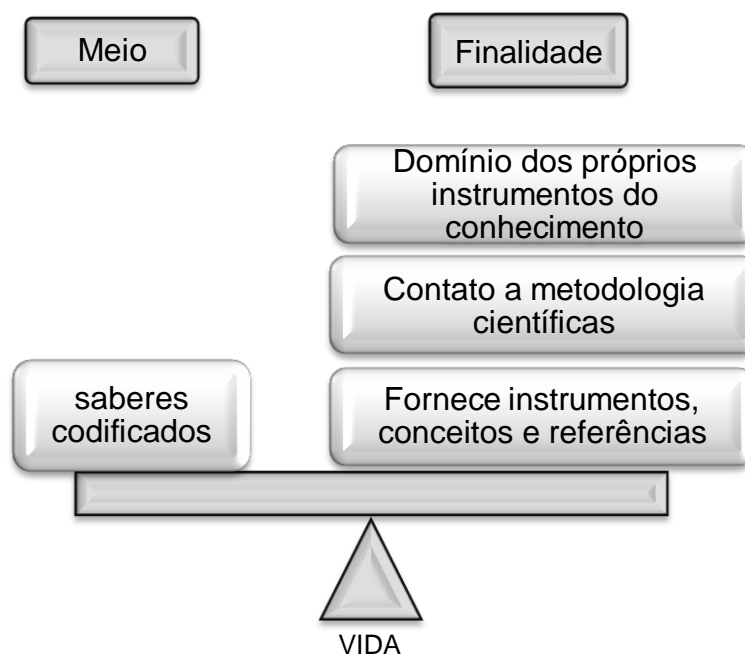 Meio
Finalidade
Domínio dos próprios
instrumentos do
conhecimento
Contato a metodologia
científicas
saberes
codificados
Fornece instrumentos,
conceitos e referências
VIDA